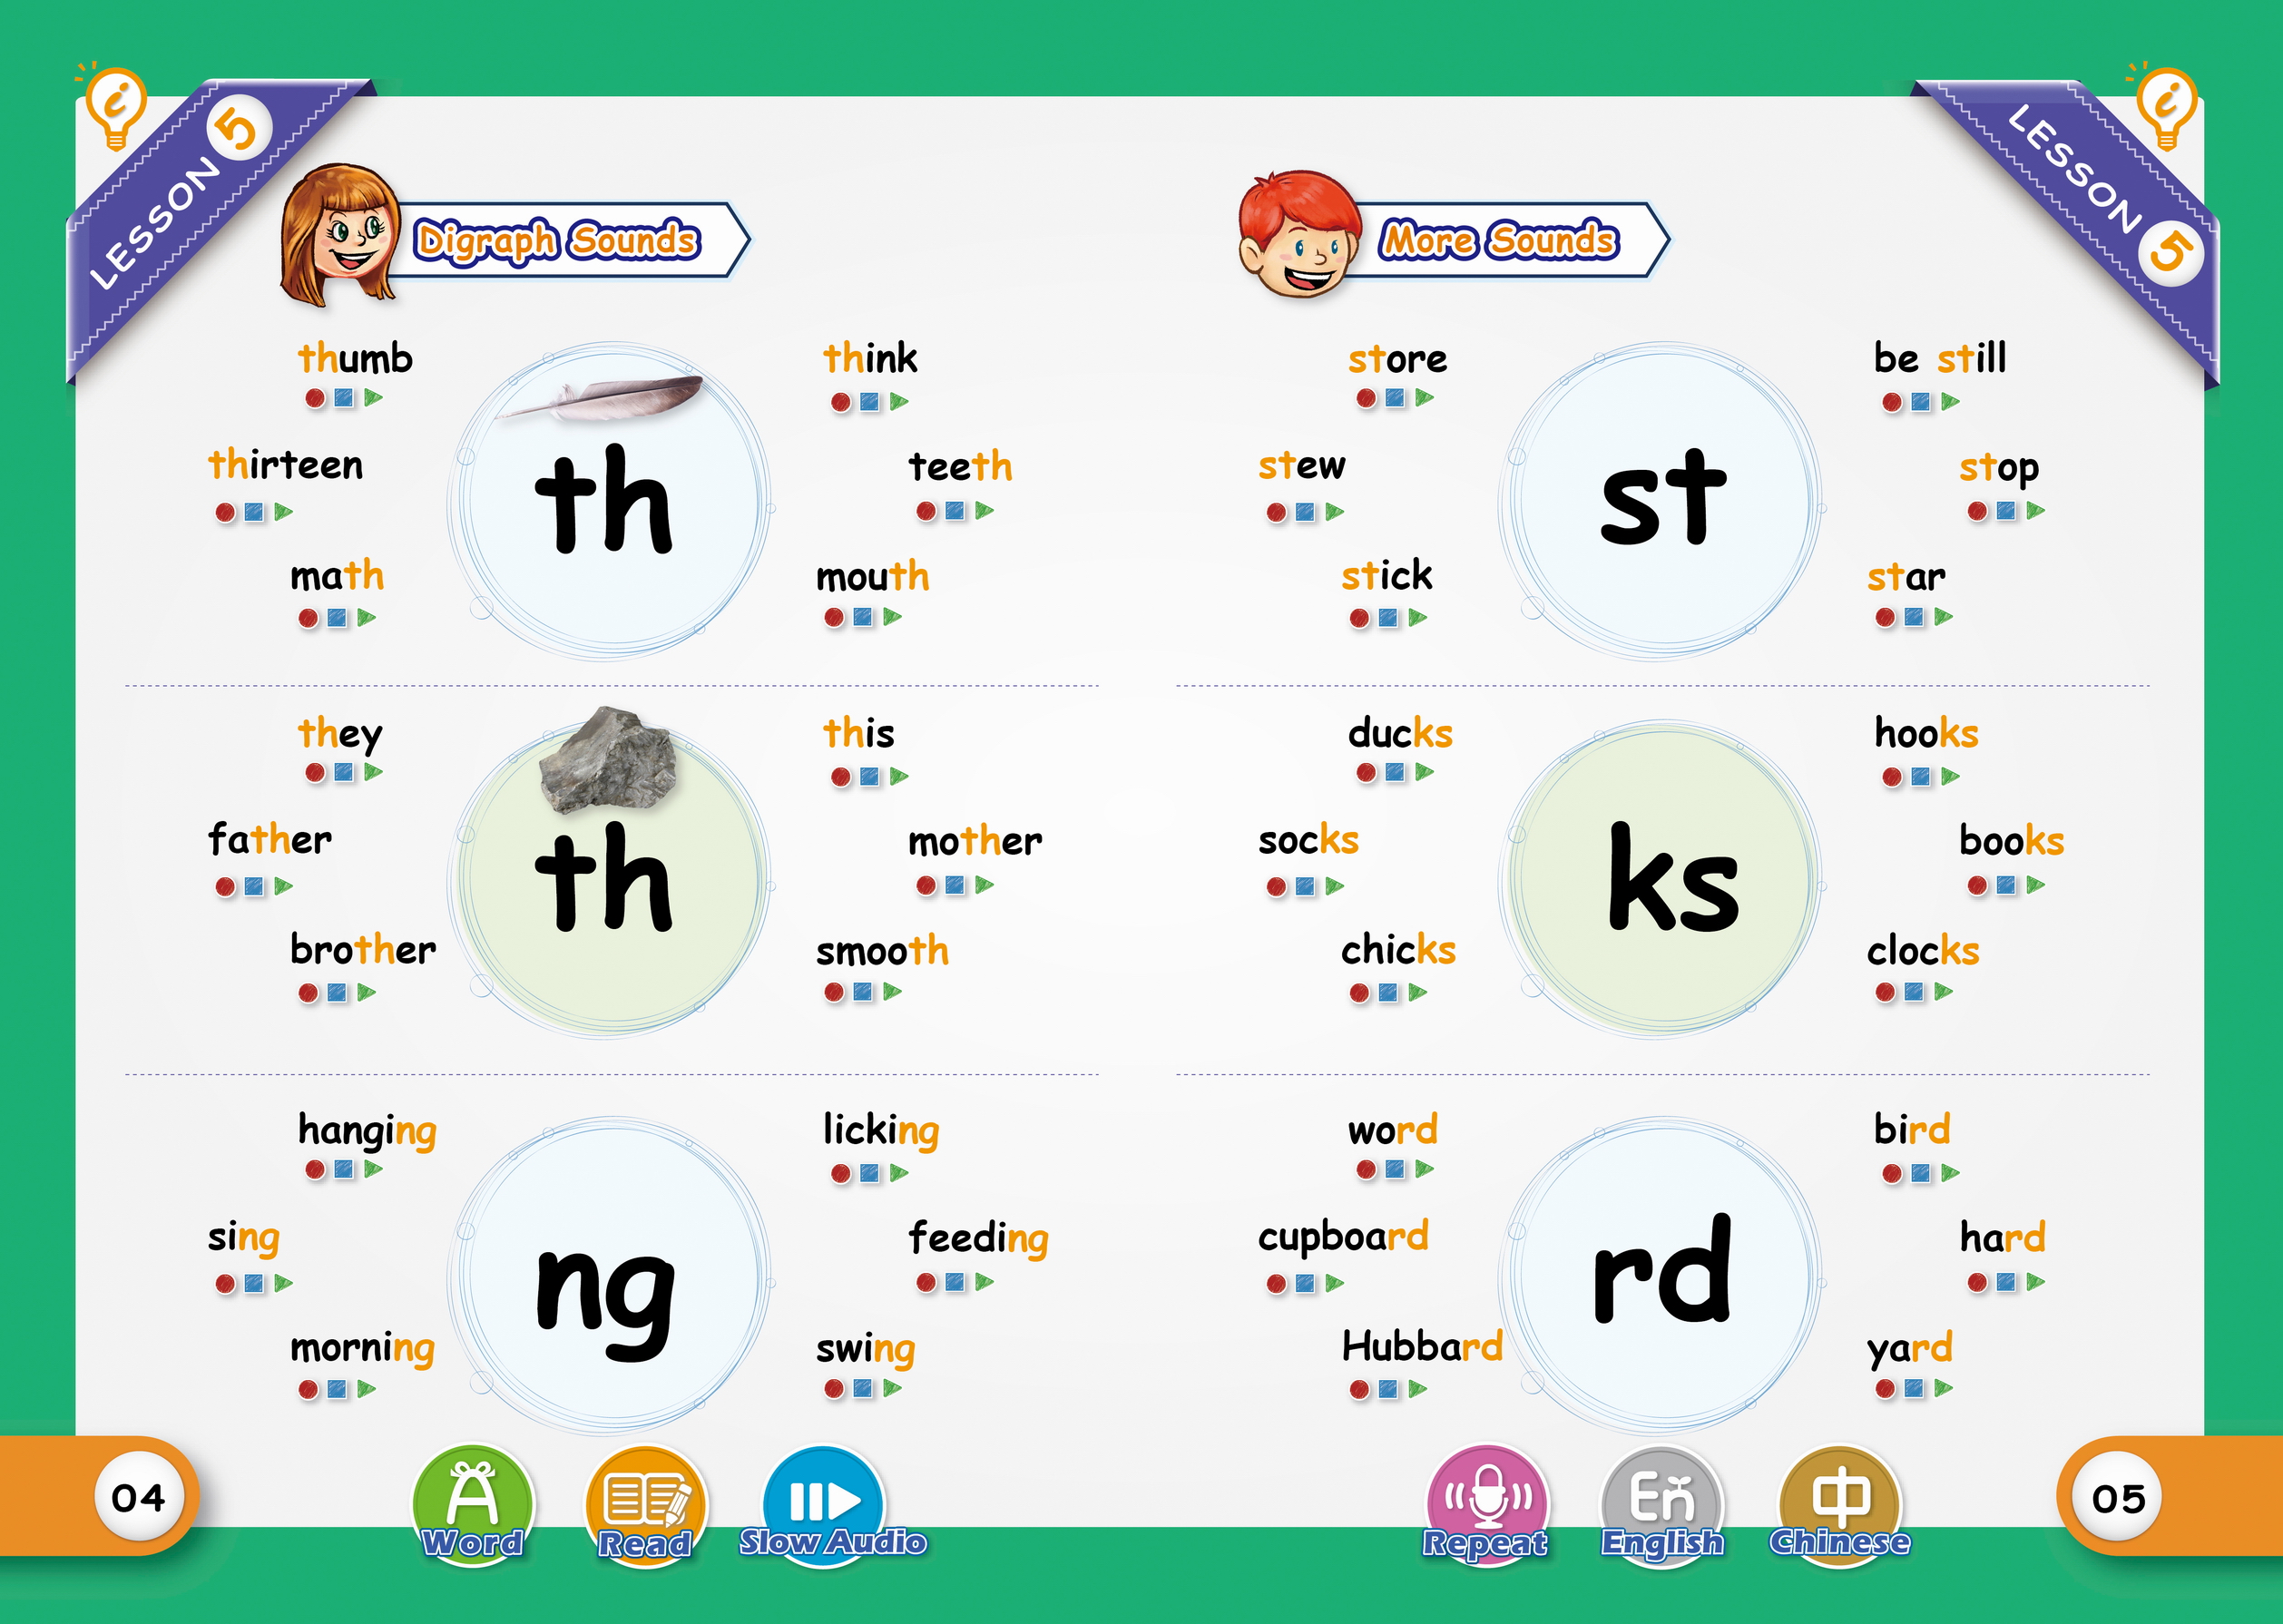 LESSON 5
Digraph Sounds
thumb
think
thirteen
th
teeth
math
mouth
they
this
father
th
mother
brother
smooth
hanging
licking
sing
ng
feeding
morning
swing
04
Word
Read
Slow Audio
LESSON 5
More Sounds
store
be still
stew
st
stop
stick
star
ducks
hooks
socks
ks
books
chicks
clocks
word
bird
cupboard
rd
hard
Hubbard
yard
En
中
Repeat
English
Chinese
05